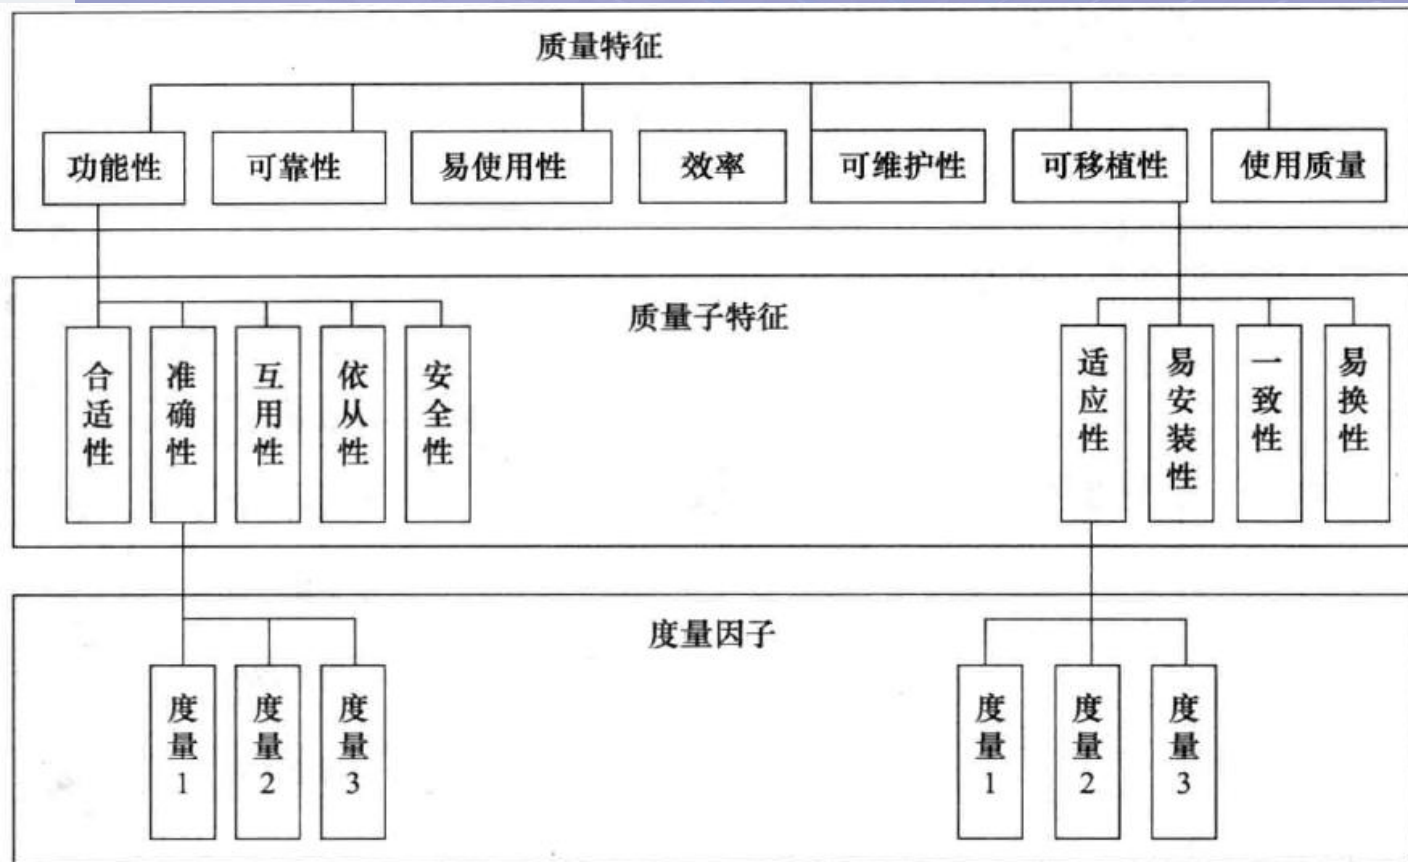 质量特征
功能性
可靠性
易使用性
效率
可维护性
可移植性
使用质量
质量子特征
合适性
准确性
互用性
依从性
安全性
适应性
易安装性
一致性
易换性
度量因子
度量1
度量2
度量3
度量1
度量2
度量3